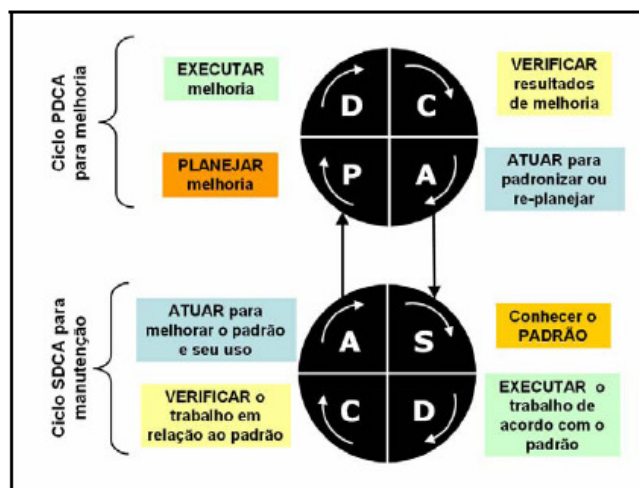 Ciclo PDCA
para melhoria
EXECUTAR
melhoria
D
C
VERIFICAR
resultados
de melhoria
PLANEJAR
melhoria
P
A
ATUAR para
padronizar ou
re-planejar
Ciclo SDCA para
manutenção
ATUAR para
melhorar o padrão
e seu uso
A
S
Conhecer o
PADRÃO
VERIFICAR o
trabalho em
relação ao padrão
C
D
EXECUTAR o
trabalho de
acordo com o
padrão